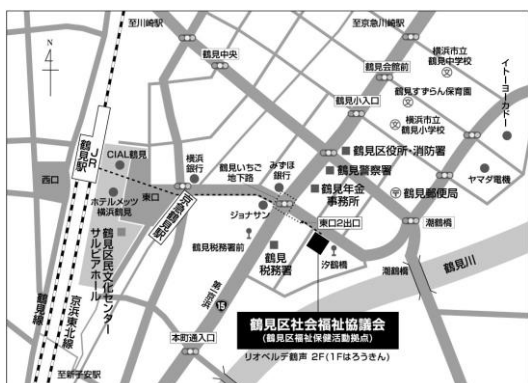 至川崎駅
至京急川崎駅
N
4
鶴見中央
鶴見会館前
横浜市立
鶴見中学校
イトーヨーカドー
鶴見すずらん保育園
鶴見小入口
横浜市立
鶴見小学校
JR
鶴見駅
CIAL鶴見
横浜
銀行
鶴見いちご
地下路
みずほ
銀行
鶴見区役所・消防署
鶴見警察署
ヤマダ電機
西口
東口
鶴見年金
事務所
鶴見郵便局
ホテルメッツ
横浜鶴見
京急鶴見駅
ジョナサン
東口2出口
潮鶴橋
鶴見区民文化センター
サルビアホール
鶴見税務署前
鶴見
税務署
汐鶴橋
潮鶴橋
鶴見川
鶴見線
京浜東北線
第二京浜
15
本町通入口
至新子安駅
鶴見区社会福祉協議会
(鶴見区福祉保健活動拠点)
リオベルデ鶴声 2F(1Fはろうきん)